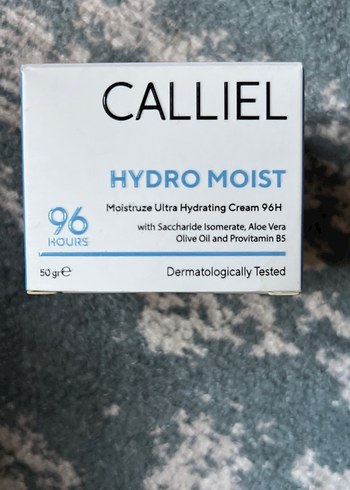 CALLIEL
HYDRO MOIST
Moistruze Ultra Hydrating Cream 96H
96
HOURS
with Saccharide Isomerate, Aloe Vera
Olive Oil and Provitamin B5
50 gr℮
Dermatologically Tested